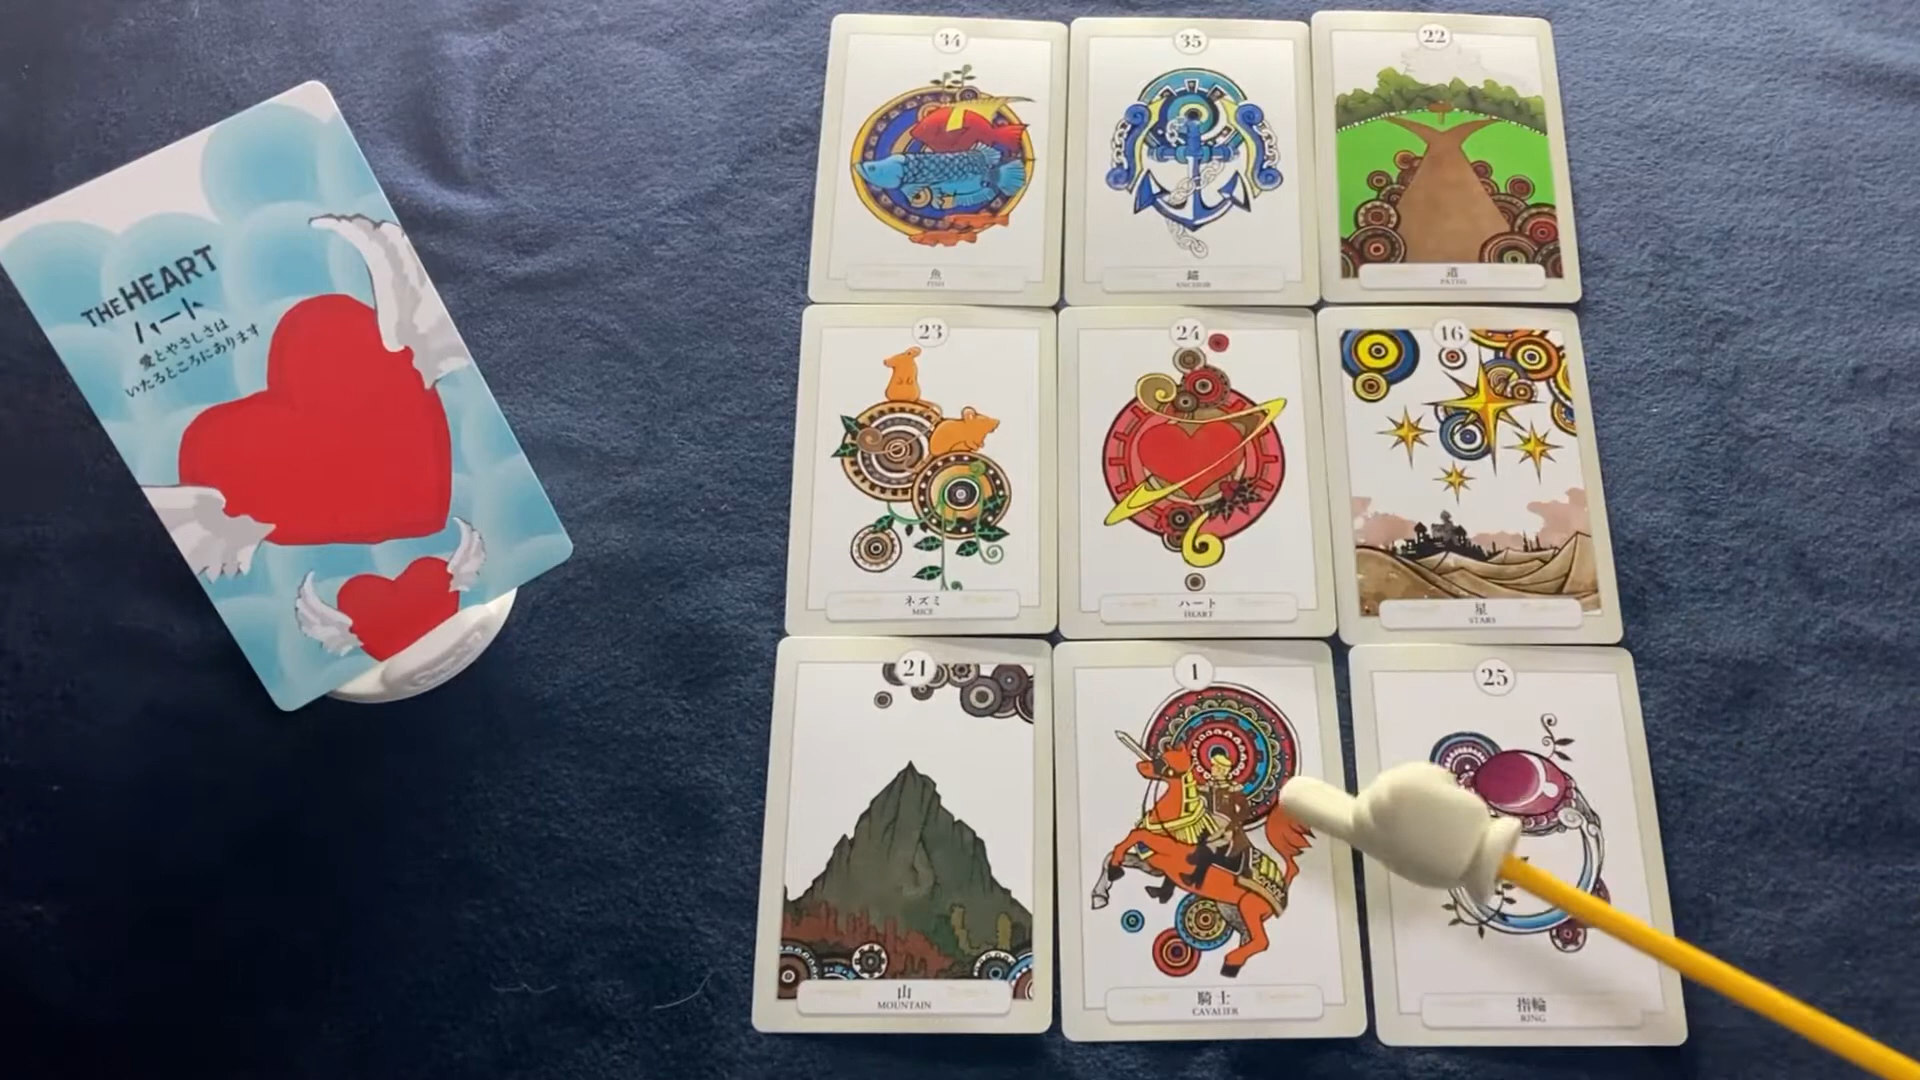 THE HEART
ハート
愛とやさしさは
いたるところにあります
34
魚
FISH
35
錨
ANCHOR
22
道
PATHS
23
ネズミ
MICE
24
ハート
HEART
16
星
STARS
21
山
MOUNTAIN
1
騎士
CAVALIER
25
指輪
RING